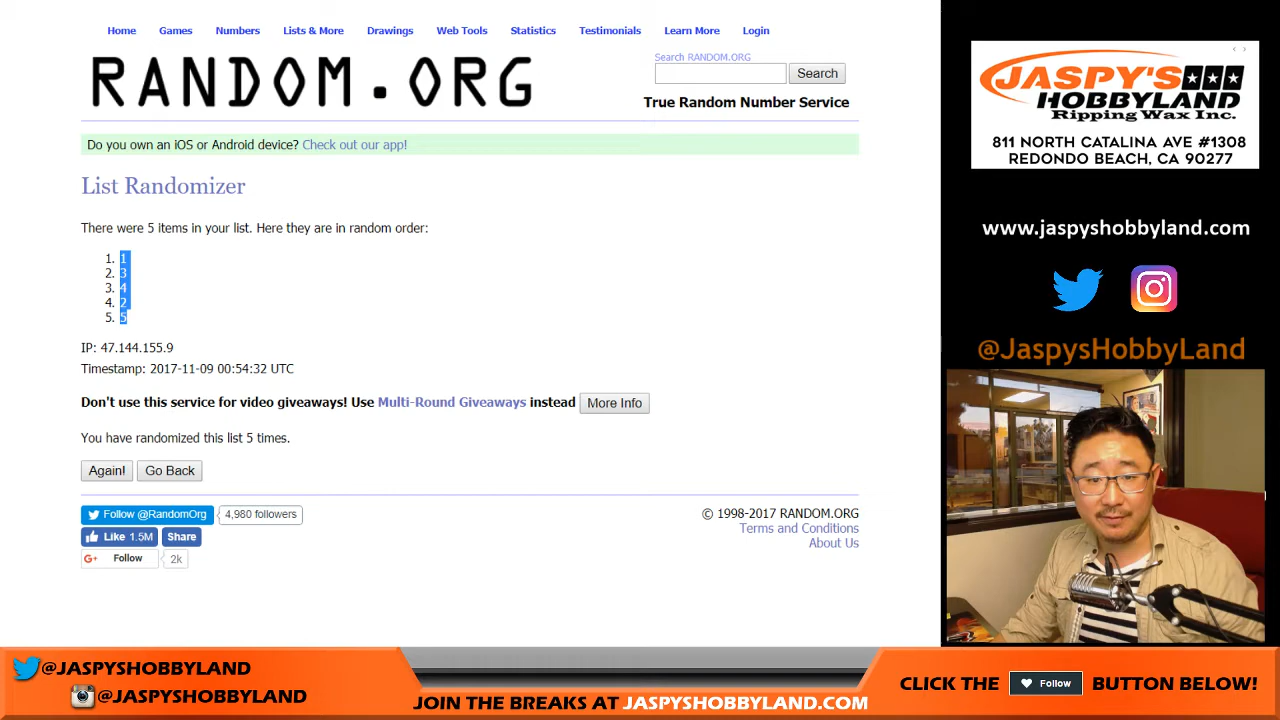 Home Games Numbers Lists & More Drawings Web Tools Statistics Testimonials Learn More Login
RANDOM.ORG
Search RANDOM.ORG
Search
True Random Number Service
Do you own an iOS or Android device? Check out our app!
List Randomizer
There were 5 items in your list. Here they are in random order:
1. 1
2. 3
3. 4
4. 2
5. 5
IP: 47.144.155.9
Timestamp: 2017-11-09 00:54:32 UTC
Don't use this service for video giveaways! Use Multi-Round Giveaways instead More Info
You have randomized this list 5 times.
Again! Go Back
Follow @RandomOrg 4,980 followers
Like 1.5M Share
G+ Follow 2k
© 1998-2017 RANDOM.ORG
Terms and Conditions
About Us
JASPY'S
HOBBYLAND
Ripping Wax Inc.
811 NORTH CATALINA AVE #1308
REDONDO BEACH, CA 90277
www.jaspyshobbyland.com
@JaspysHobbyLand
@JASPYSHOBBYLAND
@JASPYSHOBBYLAND
JOIN THE BREAKS AT JASPYSHOBBYLAND.COM
CLICK THE Follow BUTTON BELOW!